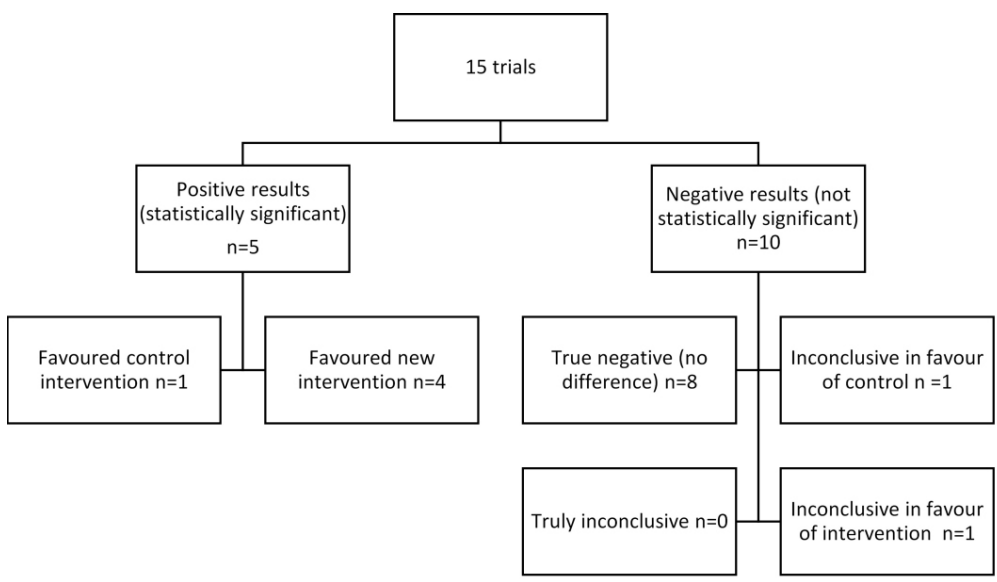 15 trials
Positive results
(statistically significant)
n=5
Negative results (not
statistically significant)
n=10
Favoured control
intervention n=1
Favoured new
intervention n=4
True negative (no
difference) n=8
Inconclusive in favour
of control n =1
Truly inconclusive n=0
Inconclusive in favour
of intervention  n=1